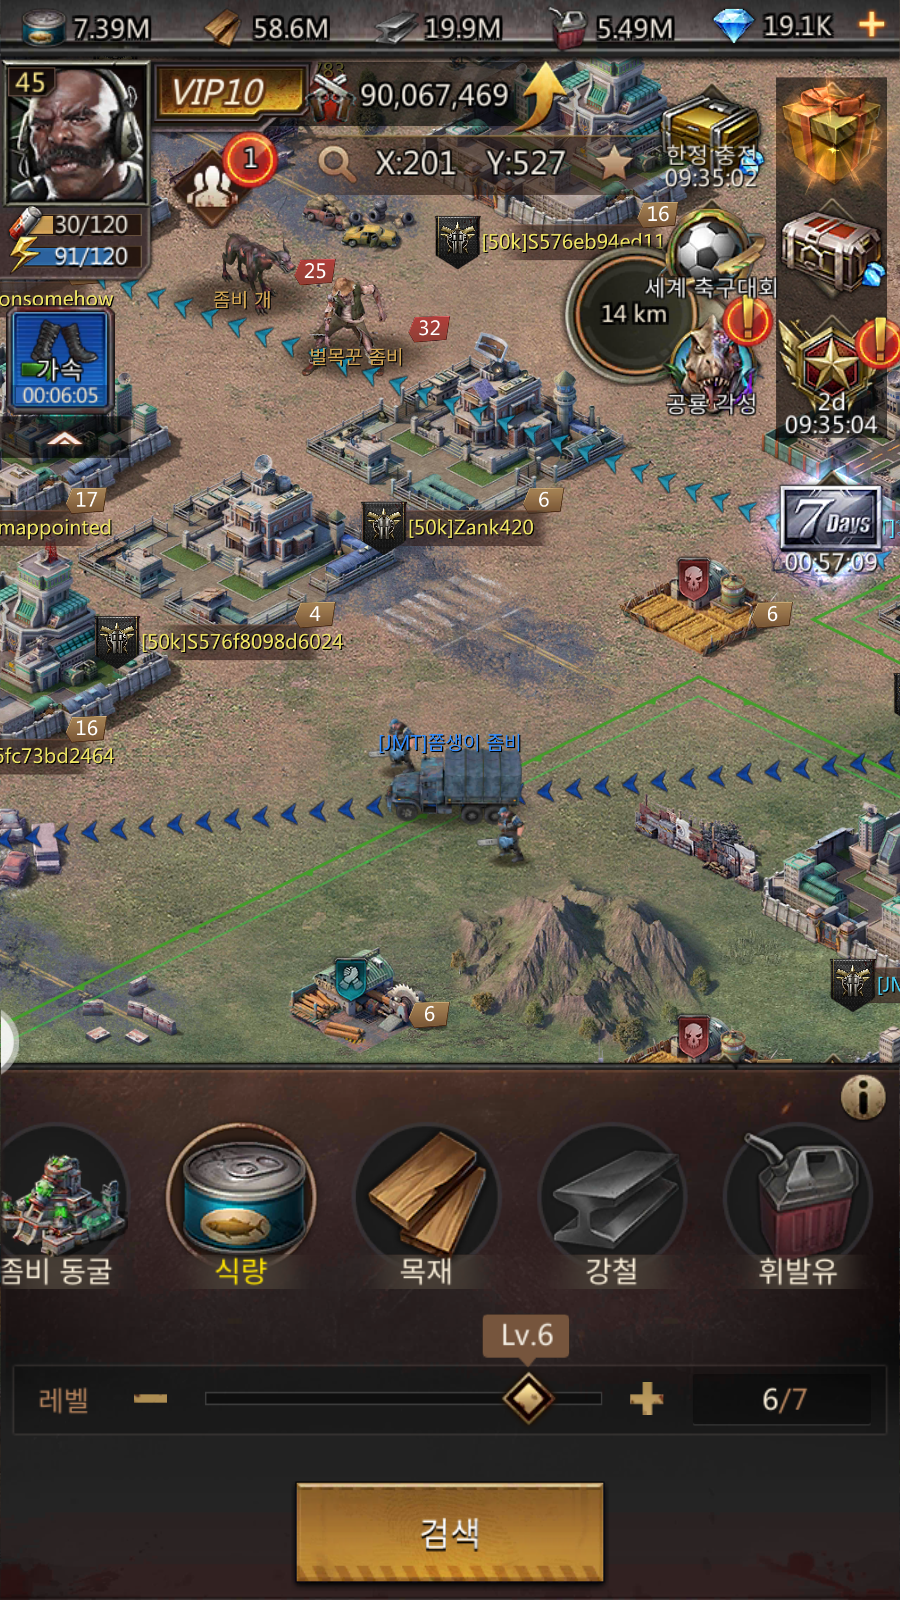 7.39M 58.6M 19.9M 5.49M 19.1K
45 VIP10 90,067,469
1 X:201 Y:527 한정 충전
09:35:02
30/120
91/120
16
[50k]S576eb94ed11
25
세계 축구대회
onsomehow 좀비 개
14 km
32
벌목꾼 좀비
가속
00:06:05
공룡 각성
2d
09:35:04
17
6
mappointed
[50k]Zank420
7 Days
00:57:09
4
6
[50k]S576f8098d6024
16
6fc73bd2464
[JMT]쫌생이 좀비
[JM
6
좀비 동굴 식량 목재 강철 휘발유
Lv.6
레벨 6/7
검색